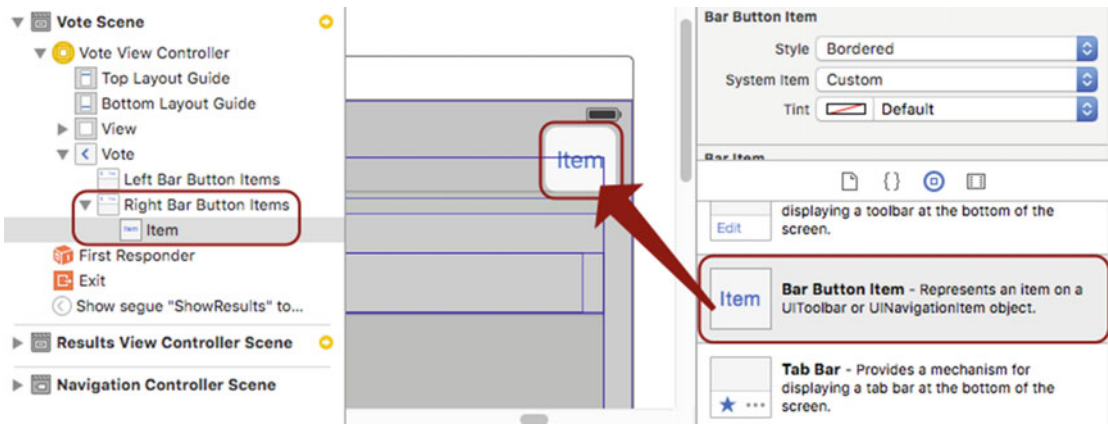 Vote Scene
Vote View Controller
Top Layout Guide
Bottom Layout Guide
View
Vote
Left Bar Button Items
Right Bar Button Items
Item
Item
First Responder
Exit
Show segue "ShowResults" to...
Results View Controller Scene
Navigation Controller Scene
Item
Bar Button Item
Style Bordered
System Item Custom
Tint Default
Bar Item
{}
displaying a toolbar at the bottom of the
Edit screen.
Item
Bar Button Item - Represents an item on a
UIToolbar or UINavigationItem object.
Tab Bar - Provides a mechanism for
displaying a tab bar at the bottom of the
screen.